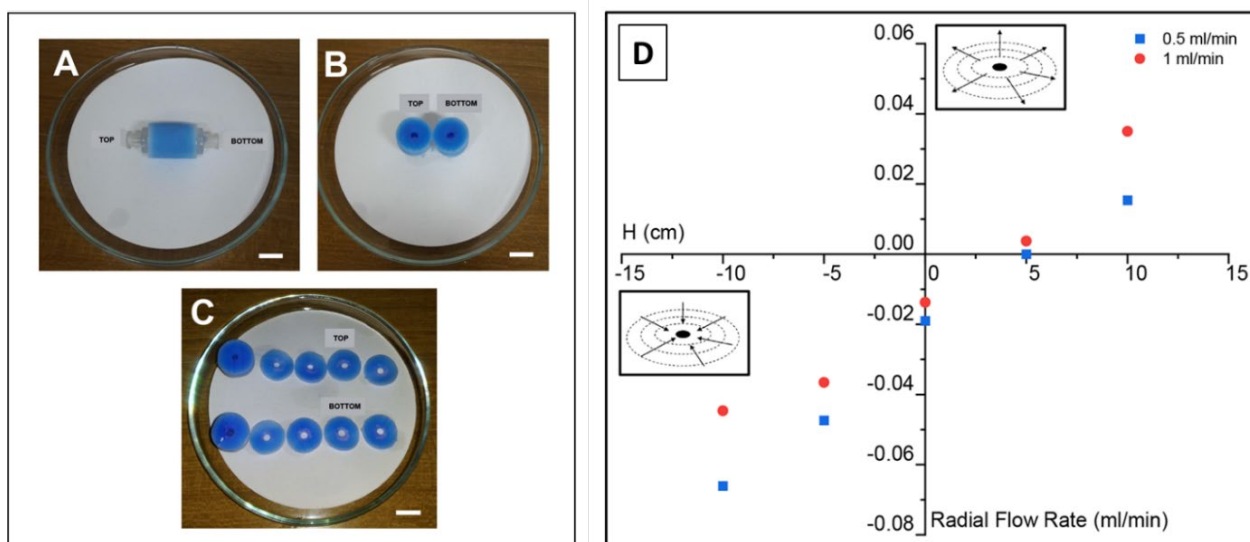 A
TOP
BOTTOM
B
TOP
BOTTOM
C
TOP
BOTTOM
D
0.5 ml/min
1 ml/min
0.06
0.04
0.02
0.00
H (cm)
-15
-10
-5
0
5
10
15
-0.02
-0.04
-0.06
-0.08
Radial Flow Rate (ml/min)